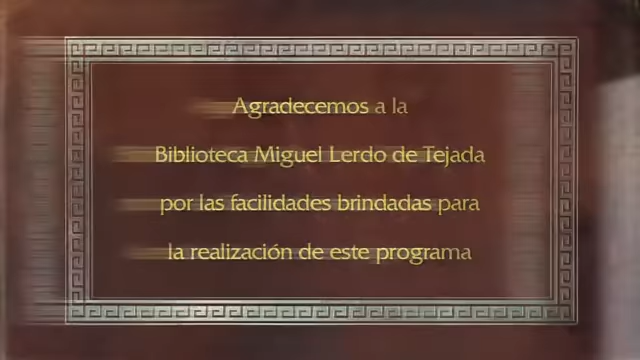 Agradecemos a la
Biblioteca Miguel Lerdo de Tejada
por las facilidades brindadas para
la realización de este programa